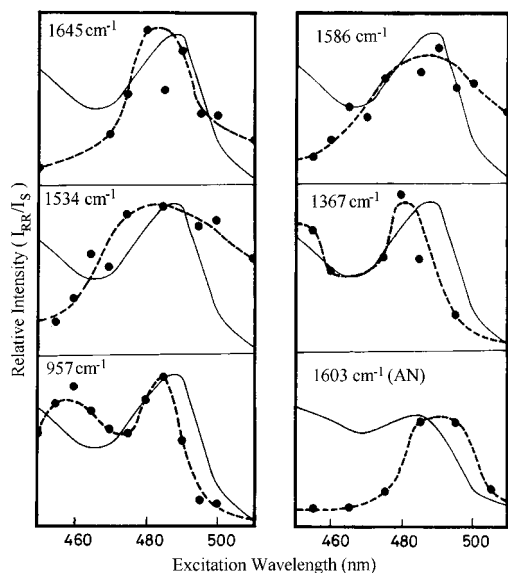 1645 cm⁻¹
1586 cm⁻¹
1534 cm⁻¹
1367 cm⁻¹
957 cm⁻¹
1603 cm⁻¹ (AN)
Relative Intensity ( I_RR/I_S )
460 480 500
460 480 500
Excitation Wavelength (nm)